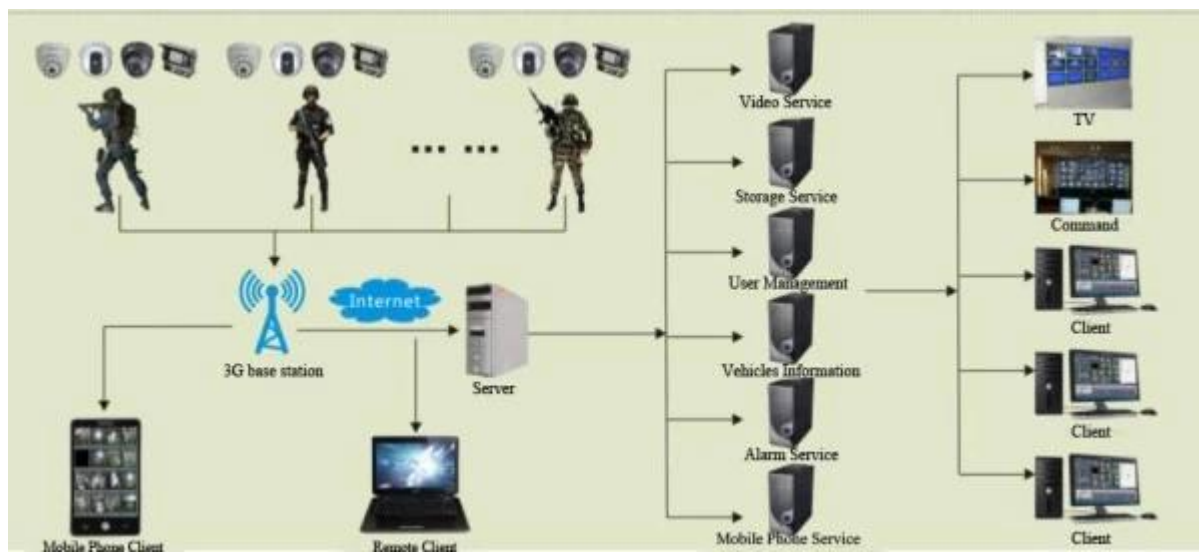 Video Service
TV
Storage Service
Command
User Management
Internet
Client
3G base station
Server
Vehicles Information
Client
Alarm Service
Mobile Phone Client
Remote Client
Mobile Phone Service
Client